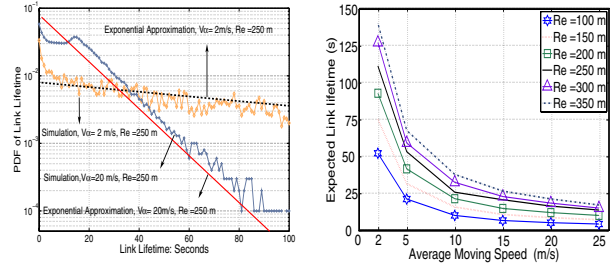 Exponential Approximation, Vα= 2m/s, Re =250 m
10⁻¹
10⁻²
10⁻³
10⁻⁴
PDF of Link Lifetime
Simulation, Vα= 2 m/s, Re=250 m
Simulation,Vα=20 m/s, Re=250 m
Exponential Approximation, Vα= 20m/s, Re =250 m
0 20 40 60 80 100
Link Lifetime: Seconds
150
125
100
75
50
25
0
Expected Link lifetime (s)
Re=100 m
Re =150 m
Re=200 m
Re=250 m
Re=300 m
Re =350 m
0 2 5 10 15 20 25
Average Moving Speed (m/s)